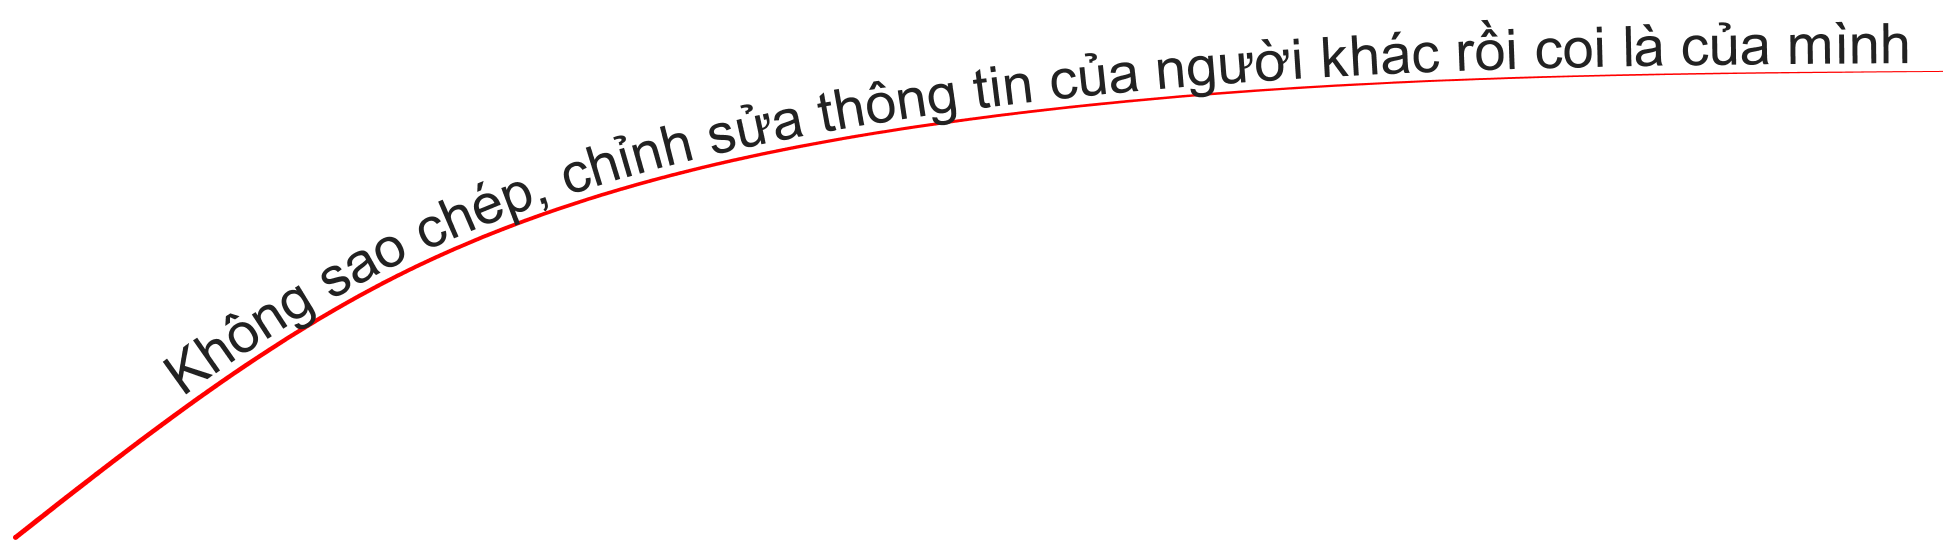 Không sao chép, chỉnh sửa thông tin của người khác rồi coi là của mình